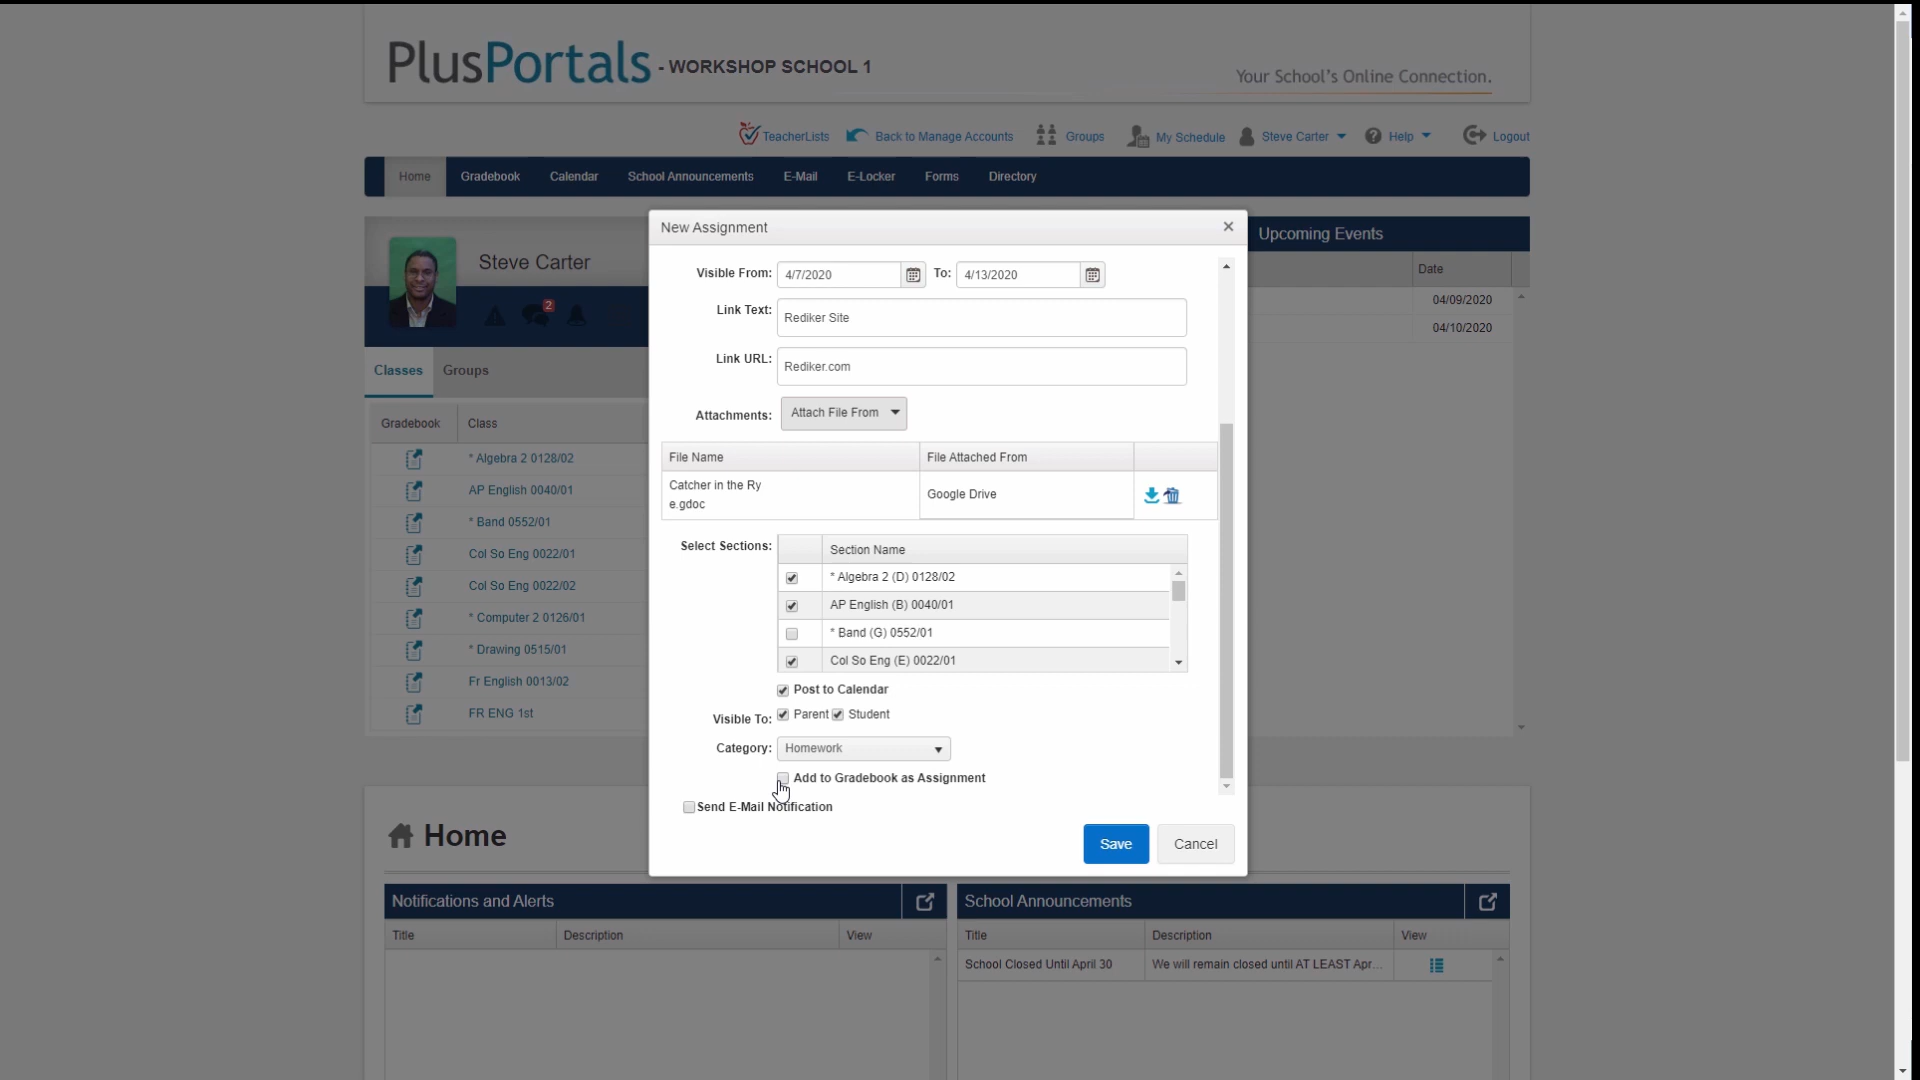 PlusPortals - WORKSHOP SCHOOL 1
Your School's Online Connection.
TeacherLists Back to Manage Accounts Groups My Schedule Steve Carter Help Logout
Home Gradebook Calendar School Announcements E-Mail E-Locker Forms Directory
New Assignment
Steve Carter
2
Classes Groups
Gradebook Class
* Algebra 2 0128/02
AP English 0040/01
* Band 0552/01
Col So Eng 0022/01
Col So Eng 0022/02
* Computer 2 0126/01
* Drawing 0515/01
Fr English 0013/02
FR ENG 1st
Visible From: 4/7/2020 To: 4/13/2020
Link Text: Rediker Site
Link URL: Rediker.com
Attachments: Attach File From
File Name File Attached From
Catcher in the Ry
e.gdoc
Google Drive
Select Sections: Section Name
* Algebra 2 (D) 0128/02
AP English (B) 0040/01
* Band (G) 0552/01
Col So Eng (E) 0022/01
Post to Calendar
Visible To: Parent Student
Category: Homework
Add to Gradebook as Assignment
Send E-Mail Notification
Save Cancel
Upcoming Events
Date
04/09/2020
04/10/2020
Home
Notifications and Alerts
Title Description View
School Announcements
Title Description View
School Closed Until April 30 We will remain closed until AT LEAST Apr...